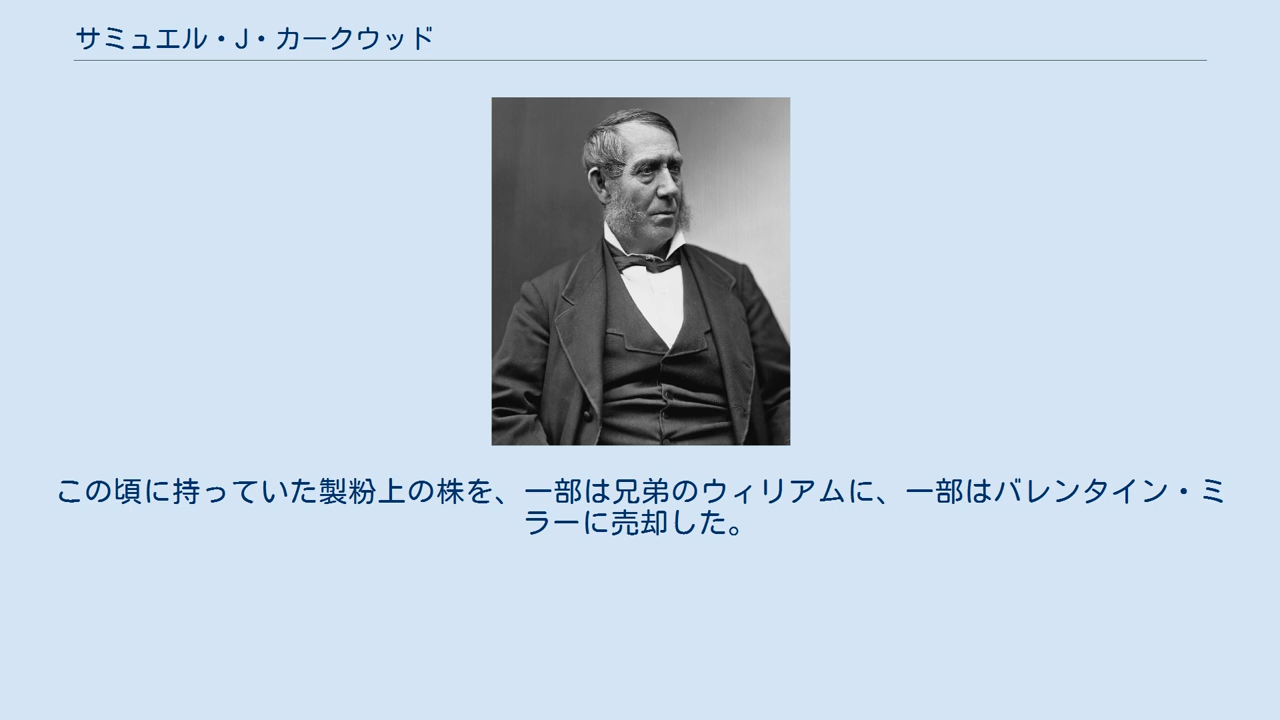 サミュエル・J・カークウッド
この頃に持っていた製粉上の株を、一部は兄弟のウィリアムに、一部はバレンタイン・ミ
ラーに売却した。